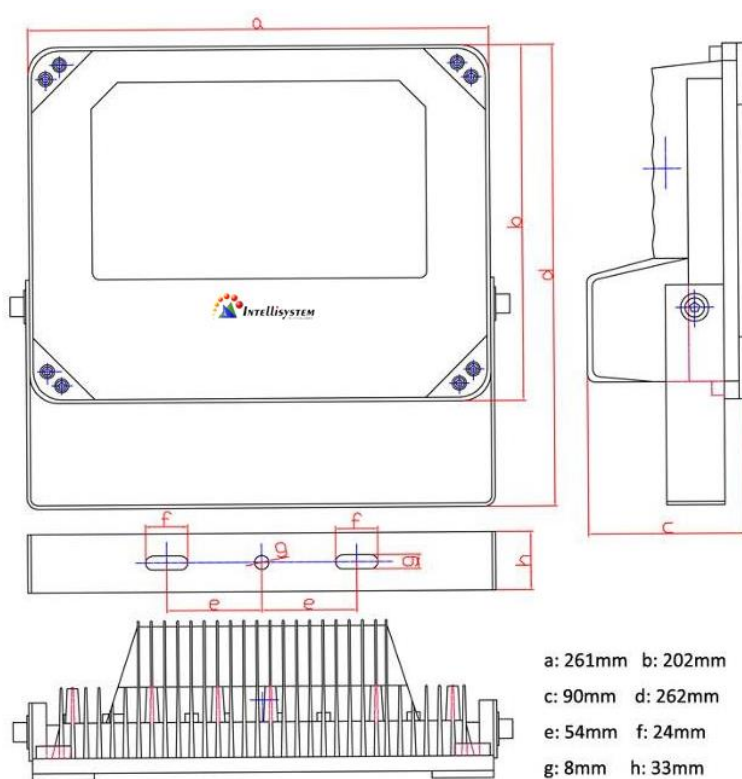 a
b
d
Intellisystem
c
f
f
g
g
h
e
e
a: 261mm b: 202mm
c: 90mm d: 262mm
e: 54mm f: 24mm
g: 8mm h: 33mm